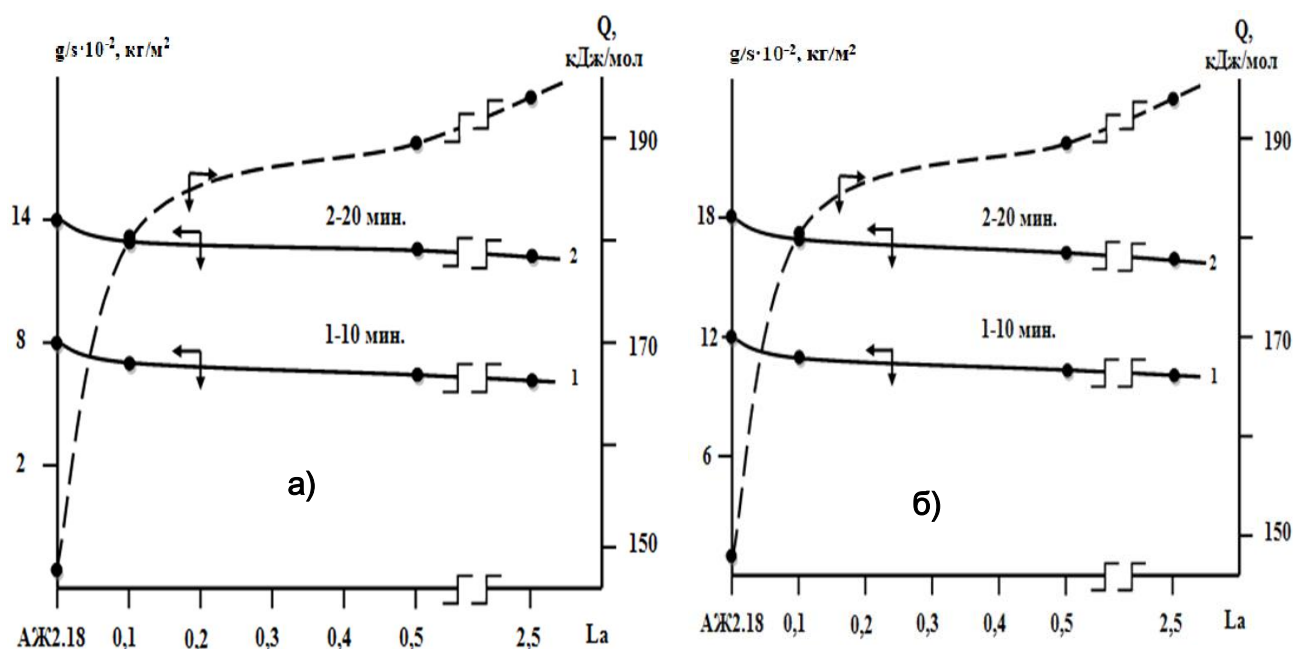 g/s·10⁻², кг/м²
Q,
кДж/мол
190
14
2-20 мин.
2
8
1-10 мин.
170
1
2
а)
150
АЖ2.18 0,1 0,2 0,3 0,4 0,5 2,5 La
g/s·10⁻², кг/м²
Q,
кДж/мол
190
18
2-20 мин.
2
12
1-10 мин.
170
1
6
б)
150
АЖ2.18 0,1 0,2 0,3 0,4 0,5 2,5 La